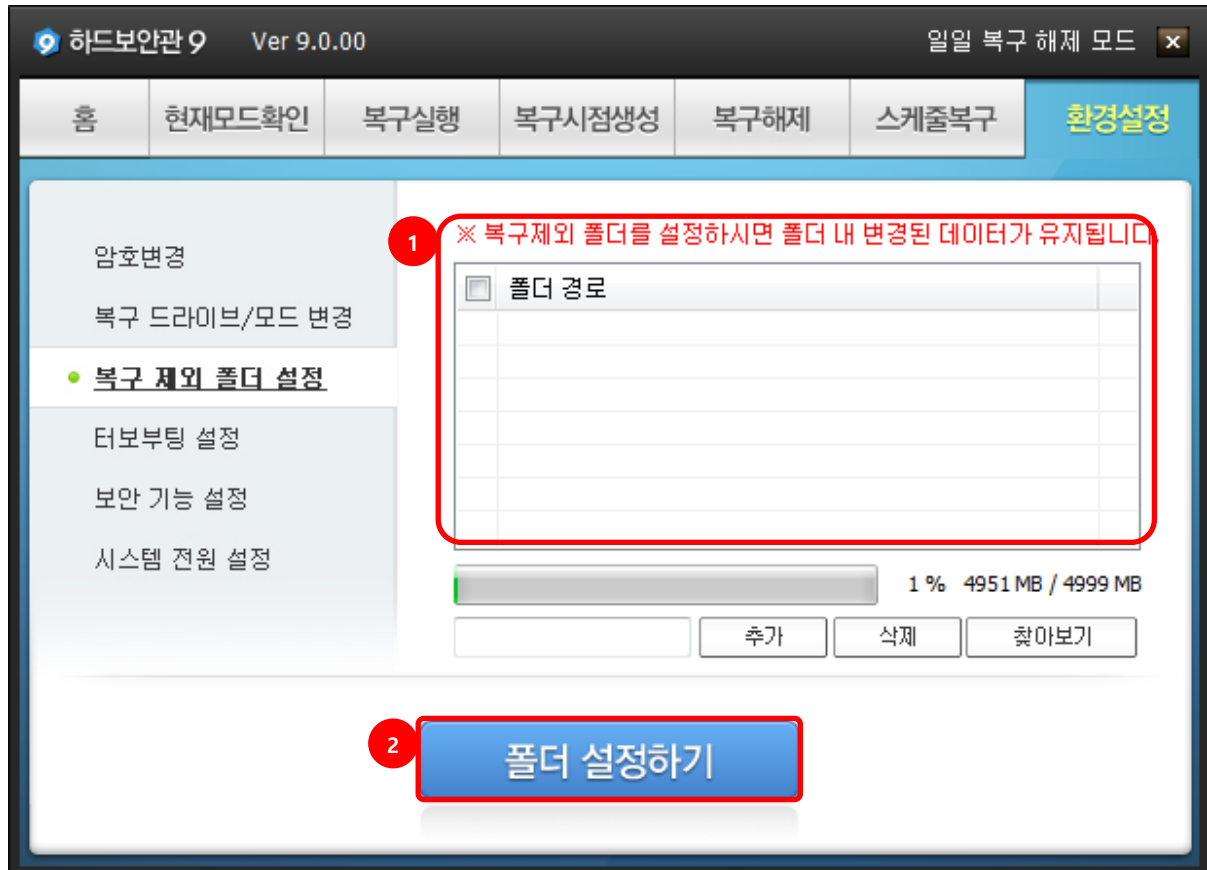 9 하드보안관 9 Ver 9.0.00 일일 복구 해제 모드
홈 현재모드확인 복구실행 복구시점생성 복구해제 스케줄복구 환경설정
1 ※ 복구제외 폴더를 설정하시면 폴더 내 변경된 데이터가 유지됩니다.
암호변경
폴더 경로
복구 드라이브/모드 변경
복구 제외 폴더 설정
터보부팅 설정
보안 기능 설정
시스템 전원 설정
1 % 4951 MB / 4999 MB
추가 삭제 찾아보기
2 폴더 설정하기